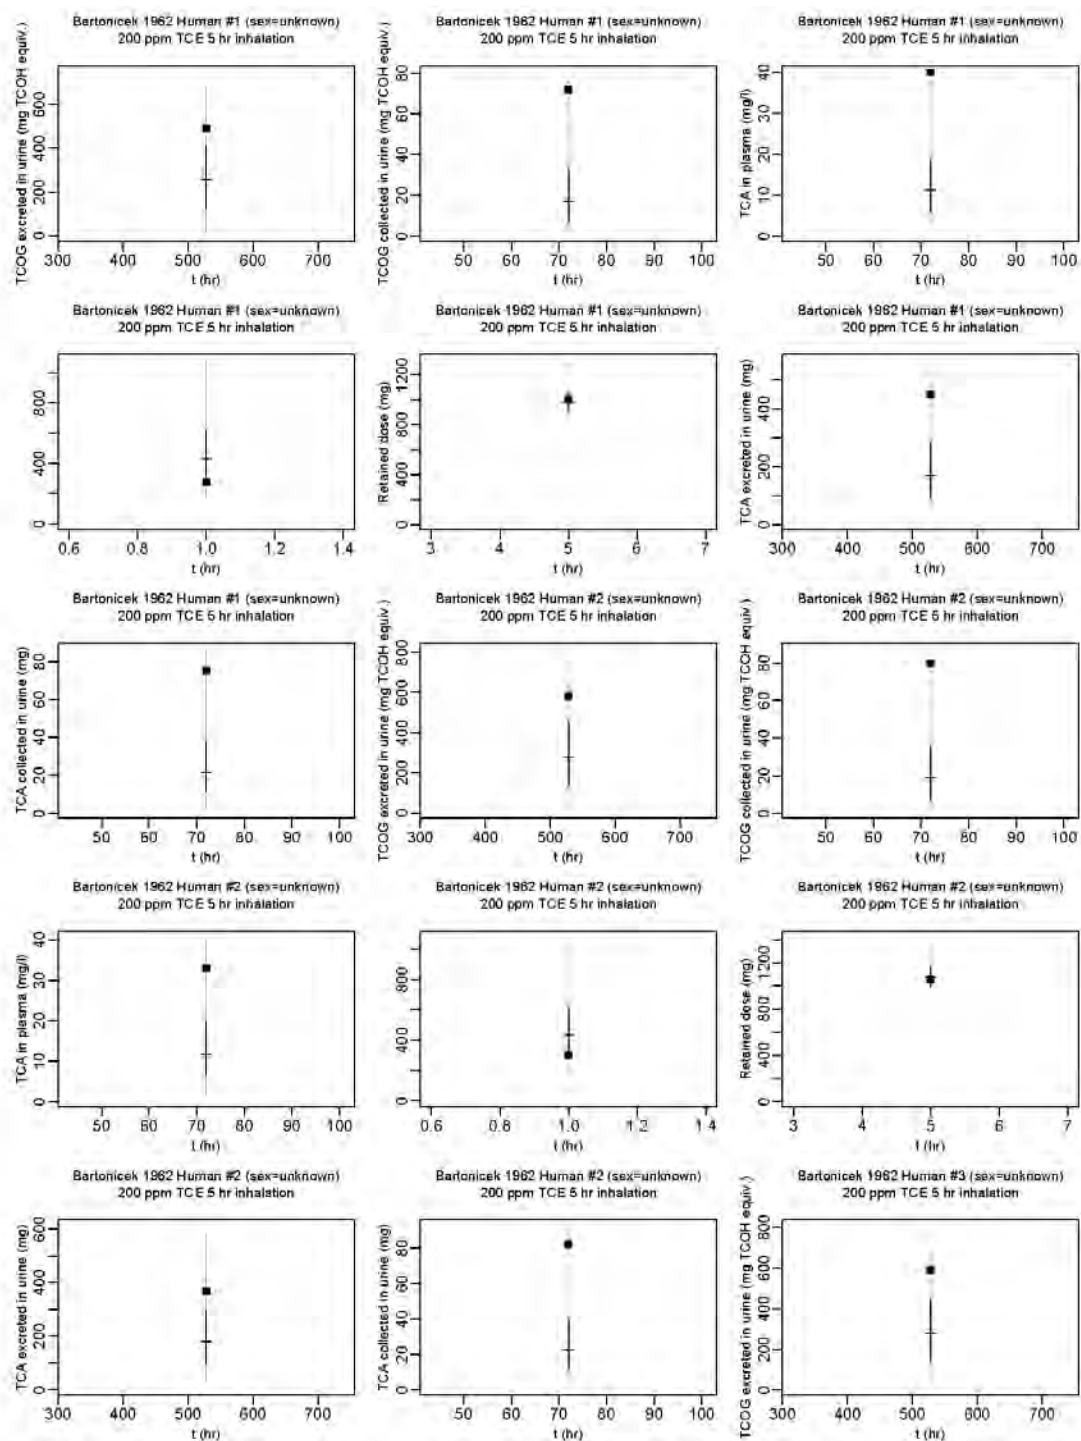 Bartonicek 1962 Human #1 (sex=unknown)
200 ppm TCE 5 hr inhalation
TCOG excreted in urine (mg TCOH equiv.)
0 200 400 600
300 400 500 600 700
t (hr)
Bartonicek 1962 Human #1 (sex=unknown)
200 ppm TCE 5 hr inhalation
TCOG collected in urine (mg TCOH equiv.)
0 20 40 60 80
50 60 70 80 90 100
t (hr)
Bartonicek 1962 Human #1 (sex=unknown)
200 ppm TCE 5 hr inhalation
TCA in plasma (mg/l)
0 10 20 30 40
50 60 70 80 90 100
t (hr)
Bartonicek 1962 Human #1 (sex=unknown)
200 ppm TCE 5 hr inhalation
0 400 800
0.6 0.8 1.0 1.2 1.4
t (hr)
Bartonicek 1962 Human #1 (sex=unknown)
200 ppm TCE 5 hr inhalation
Retained dose (mg)
0 400 800 1200
3 4 5 6 7
t (hr)
Bartonicek 1962 Human #1 (sex=unknown)
200 ppm TCE 5 hr inhalation
TCA excreted in urine (mg)
0 200 400
300 400 500 600 700
t (hr)
Bartonicek 1962 Human #1 (sex=unknown)
200 ppm TCE 5 hr inhalation
TCA collected in urine (mg)
0 20 40 60 80
50 60 70 80 90 100
t (hr)
Bartonicek 1962 Human #2 (sex=unknown)
200 ppm TCE 5 hr inhalation
TCOG excreted in urine (mg TCOH equiv.)
0 200 400 600 800
300 400 500 600 700
t (hr)
Bartonicek 1962 Human #2 (sex=unknown)
200 ppm TCE 5 hr inhalation
TCOG collected in urine (mg TCOH equiv.)
0 20 40 60 80
50 60 70 80 90 100
t (hr)
Bartonicek 1962 Human #2 (sex=unknown)
200 ppm TCE 5 hr inhalation
TCA in plasma (mg/l)
0 10 20 30 40
50 60 70 80 90 100
t (hr)
Bartonicek 1962 Human #2 (sex=unknown)
200 ppm TCE 5 hr inhalation
0 400 800
0.6 0.8 1.0 1.2 1.4
t (hr)
Bartonicek 1962 Human #2 (sex=unknown)
200 ppm TCE 5 hr inhalation
Retained dose (mg)
0 400 800 1200
3 4 5 6 7
t (hr)
Bartonicek 1962 Human #2 (sex=unknown)
200 ppm TCE 5 hr inhalation
TCA excreted in urine (mg)
0 200 400 600
300 400 500 600 700
t (hr)
Bartonicek 1962 Human #2 (sex=unknown)
200 ppm TCE 5 hr inhalation
TCA collected in urine (mg)
0 20 40 60 80
50 60 70 80 90 100
t (hr)
Bartonicek 1962 Human #3 (sex=unknown)
200 ppm TCE 5 hr inhalation
TCOG excreted in urine (mg TCOH equiv.)
0 200 400 600 800
300 400 500 600 700
t (hr)